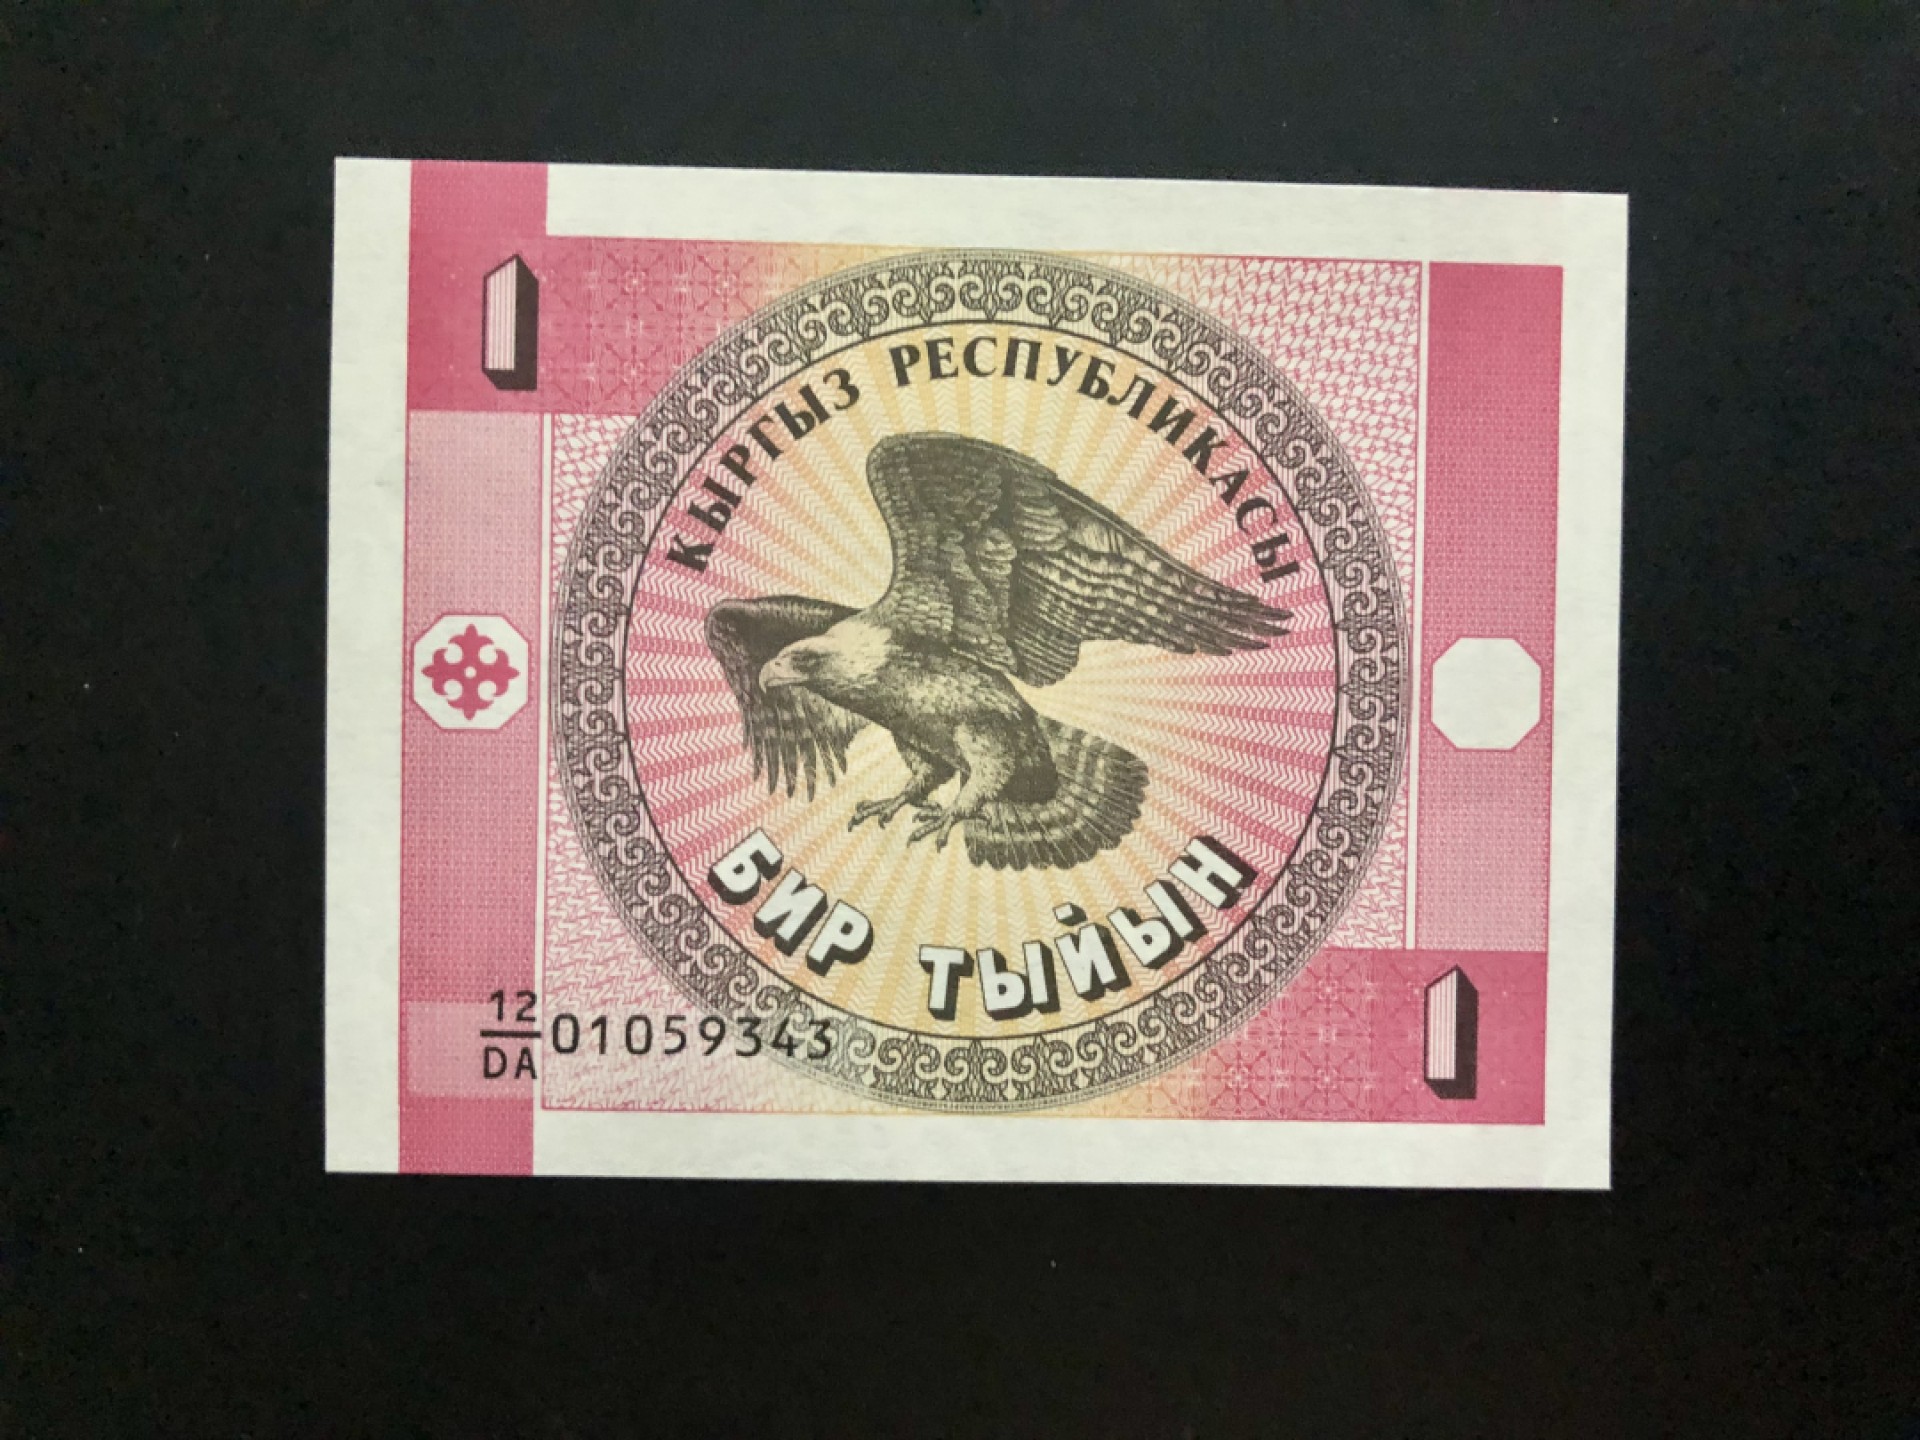 1
КЫРГЫЗ РЕСПУБЛИКАСЫ
БИР ТЫЙЫН
12
DA 01059343
1